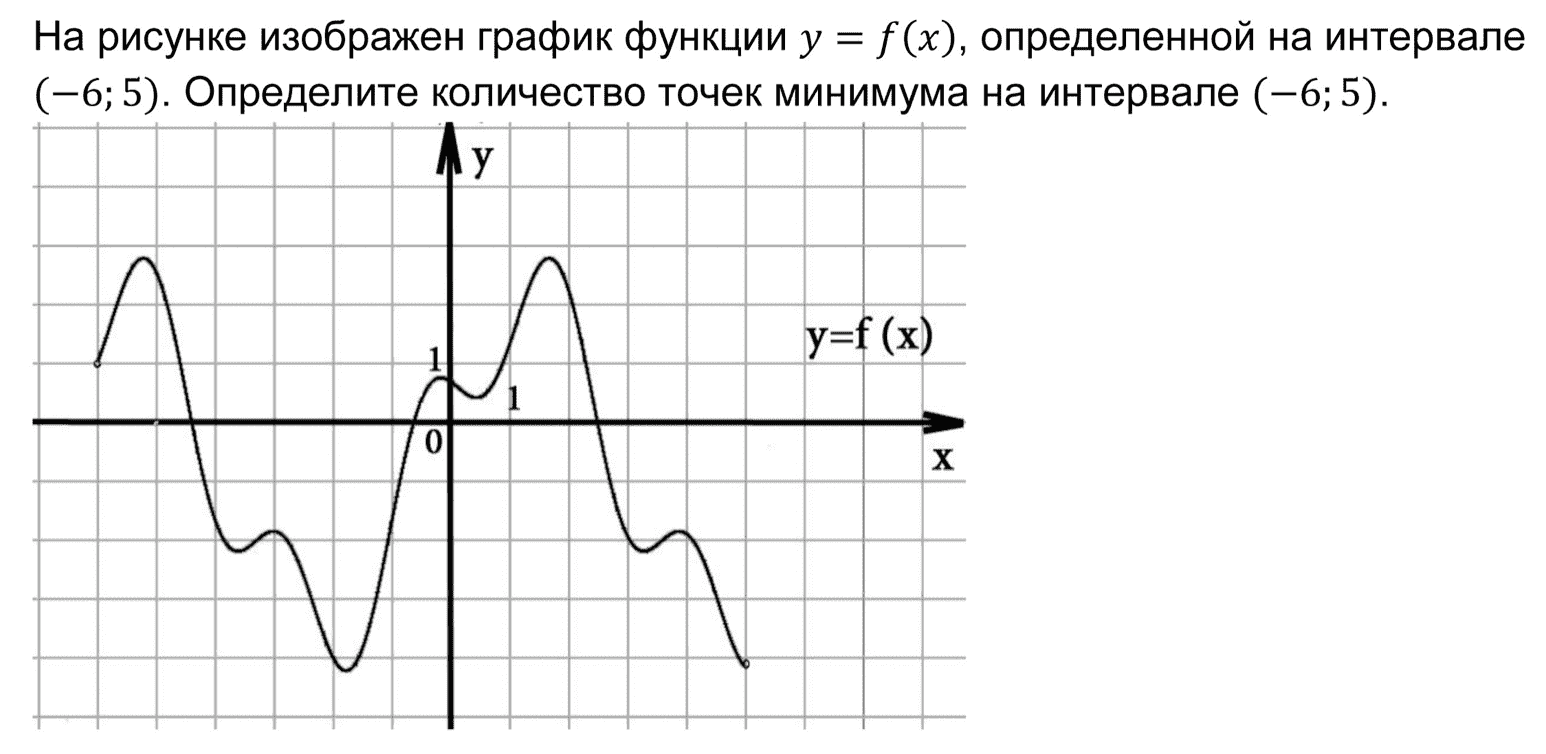 На рисунке изображен график функции y = f(x), определенной на интервале
(−6; 5). Определите количество точек минимума на интервале (−6; 5).
y
y=f (x)
1
1
0
x